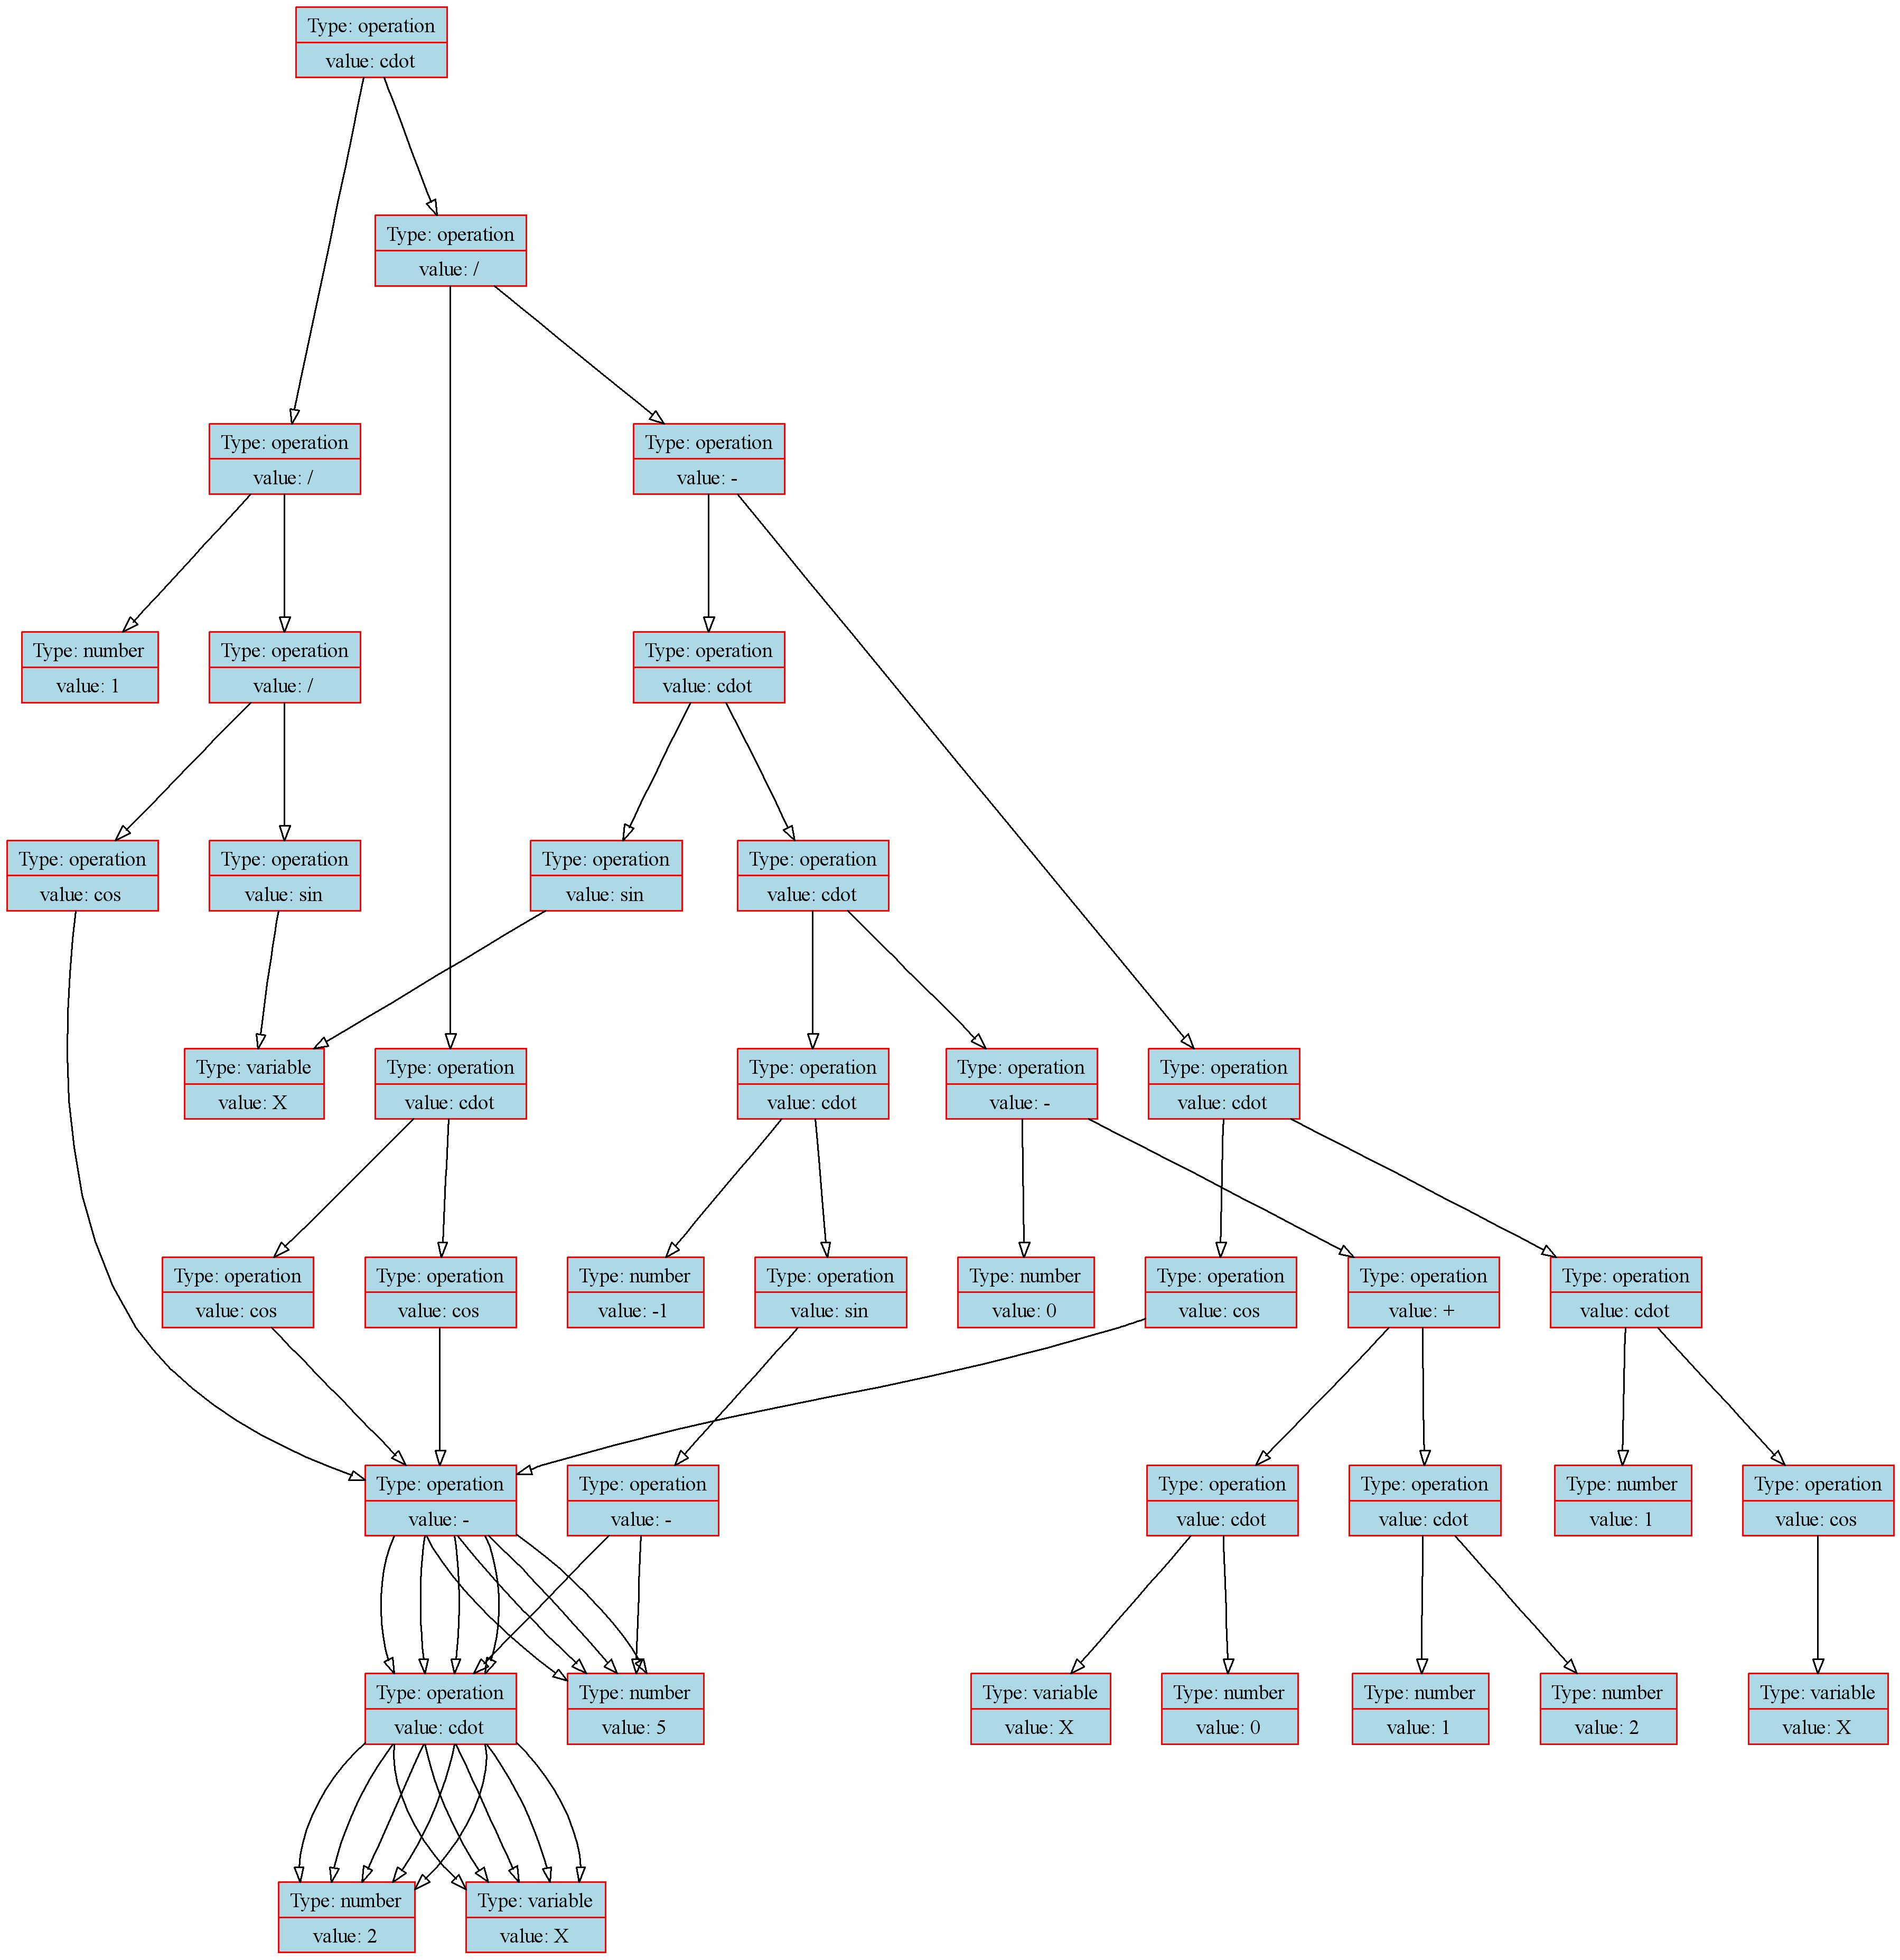 Type: operation
value: cdot
Type: operation
value: /
Type: operation
value: /
Type: operation
value: -
Type: number
value: 1
Type: operation
value: /
Type: operation
value: cdot
Type: operation
value: cos
Type: operation
value: sin
Type: operation
value: sin
Type: operation
value: cdot
Type: variable
value: X
Type: operation
value: cdot
Type: operation
value: cdot
Type: operation
value: -
Type: operation
value: cdot
Type: operation
value: cos
Type: operation
value: cos
Type: number
value: -1
Type: operation
value: sin
Type: number
value: 0
Type: operation
value: cos
Type: operation
value: +
Type: operation
value: cdot
Type: operation
value: -
Type: operation
value: -
Type: operation
value: cdot
Type: operation
value: cdot
Type: number
value: 1
Type: operation
value: cos
Type: operation
value: cdot
Type: number
value: 5
Type: variable
value: X
Type: number
value: 0
Type: number
value: 1
Type: number
value: 2
Type: variable
value: X
Type: number
value: 2
Type: variable
value: X